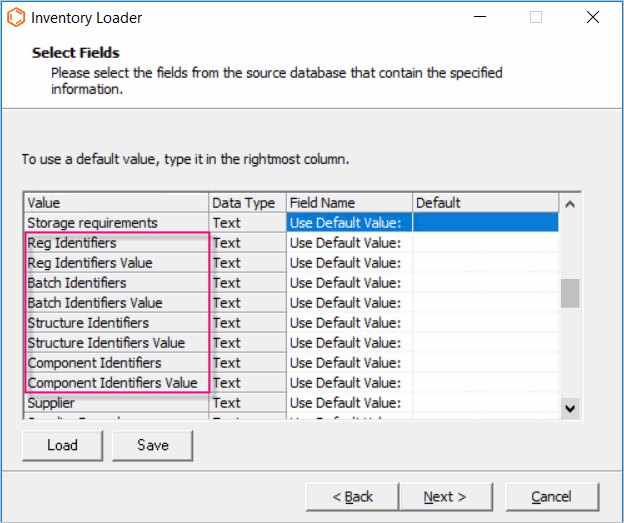 Inventory Loader
Select Fields
Please select the fields from the source database that contain the specified
information.
To use a default value, type it in the rightmost column.
Value Data Type Field Name Default
Storage requirements Text Use Default Value:
Reg Identifiers Text Use Default Value:
Reg Identifiers Value Text Use Default Value:
Batch Identifiers Text Use Default Value:
Batch Identifiers Value Text Use Default Value:
Structure Identifiers Text Use Default Value:
Structure Identifiers Value Text Use Default Value:
Component Identifiers Text Use Default Value:
Component Identifiers Value Text Use Default Value:
Supplier Text Use Default Value:
Load Save
< Back Next > Cancel